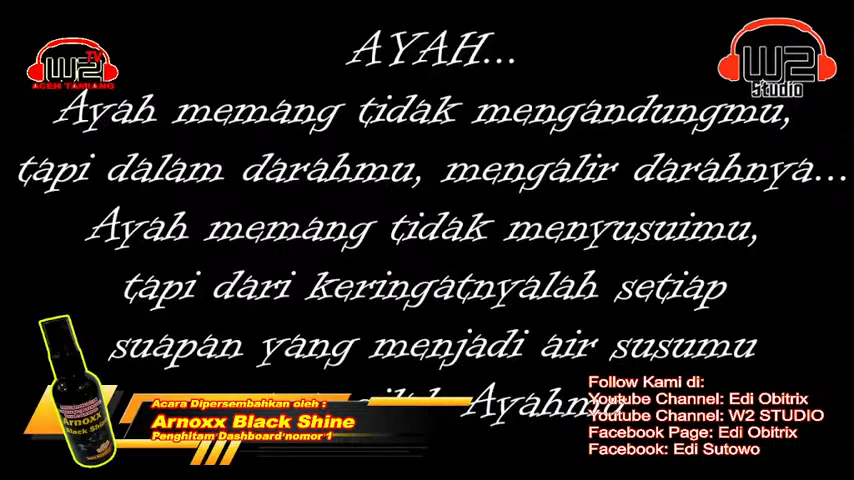 AYAH...
W2 TV
ACEH TAMIANG
W2
Studio
Ayah memang tidak mengandungmu,
tapi dalam darahmu, mengalir darahnya...
Ayah memang tidak menyusuimu,
tapi dari keringatnyalah setiap
suapan yang menjadi air susumu
Ayahmu
Arnoxx
Black Shine
Acara Dipersembahkan oleh :
Arnoxx Black Shine
Penghitam Dashboard nomor 1
Follow Kami di:
Youtube Channel: Edi Obitrix
Youtube Channel: W2 STUDIO
Facebook Page: Edi Obitrix
Facebook: Edi Sutowo